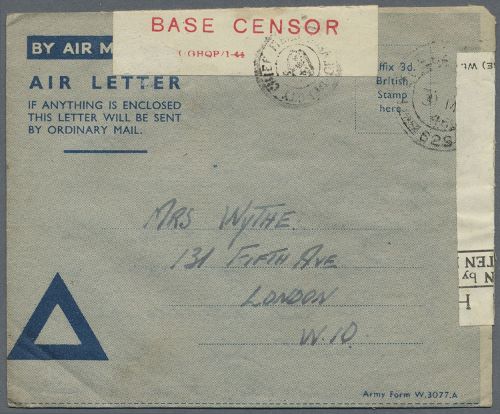 BASE CENSOR
BY AIR
AIR LETTER
IF ANYTHING IS ENCLOSED
THIS LETTER WILL BE SENT
BY ORDINARY MAIL.
ffix 3d.
British
Stamp
here
MRS WYTHE.
131 FIFTH AVE
LONDON
W.10.
Army Form W.3077.A